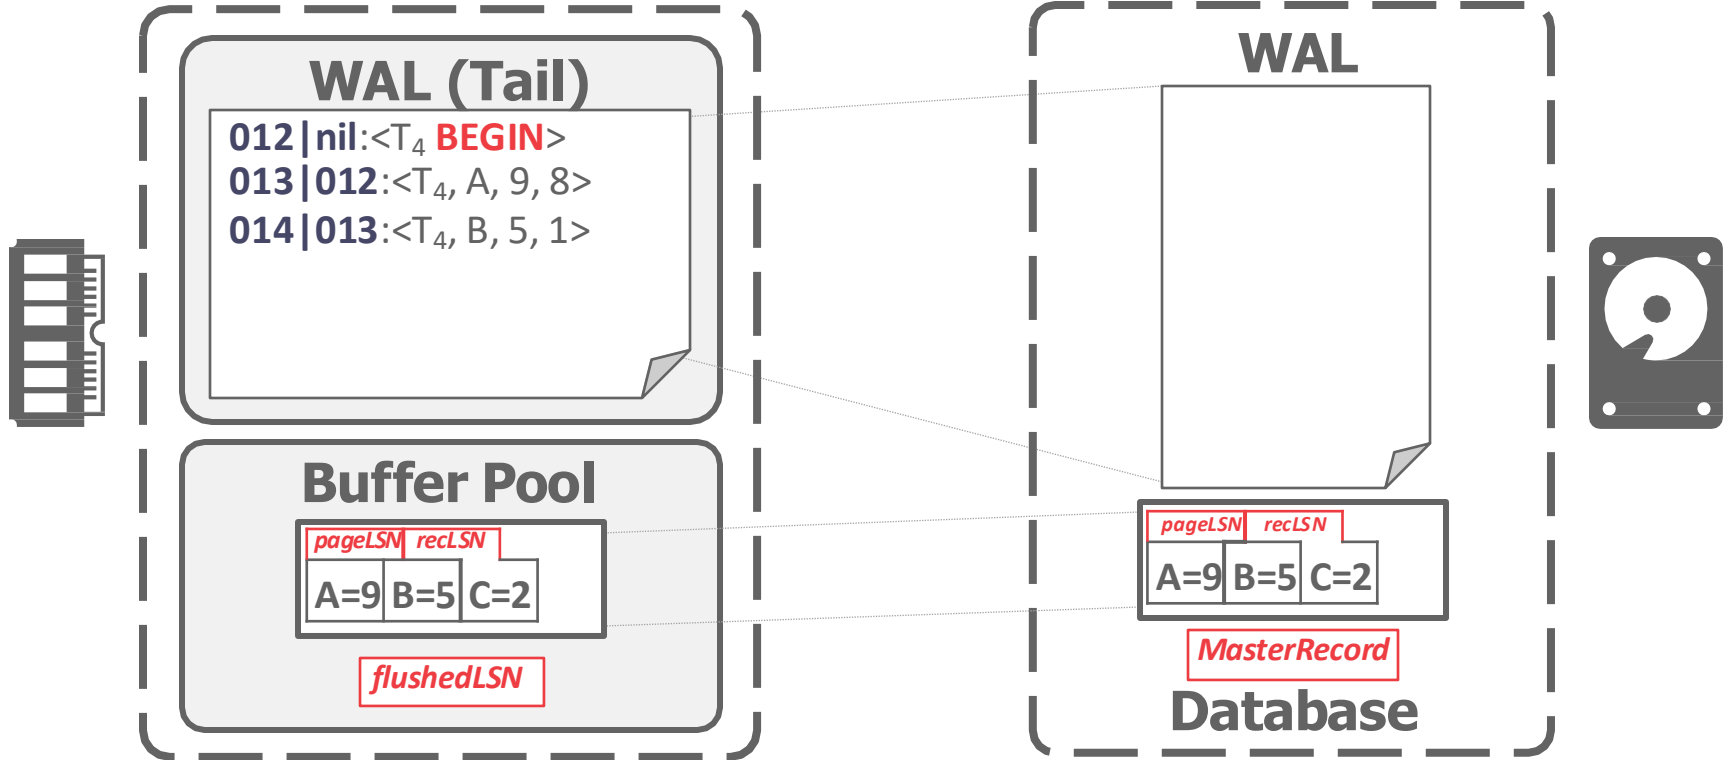 WAL (Tail)
012|nil:<T4 BEGIN>
013|012:<T4, A, 9, 8>
014|013:<T4, B, 5, 1>
Buffer Pool
pageLSN recLSN
A=9 B=5 C=2
flushedLSN
WAL
pageLSN recLSN
A=9 B=5 C=2
MasterRecord
Database